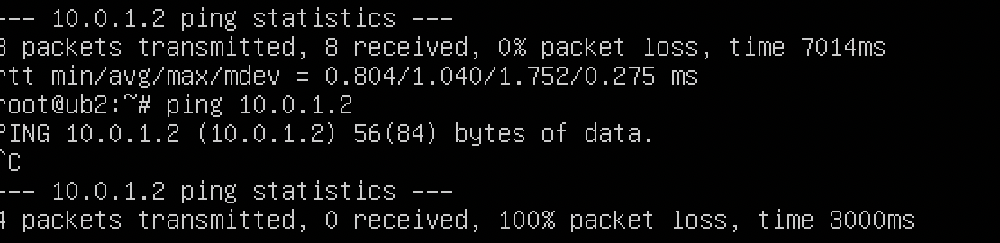 --- 10.0.1.2 ping statistics ---
8 packets transmitted, 8 received, 0% packet loss, time 7014ms
rtt min/avg/max/mdev = 0.804/1.040/1.752/0.275 ms
root@ub2:~# ping 10.0.1.2
PING 10.0.1.2 (10.0.1.2) 56(84) bytes of data.
^C
--- 10.0.1.2 ping statistics ---
4 packets transmitted, 0 received, 100% packet loss, time 3000ms